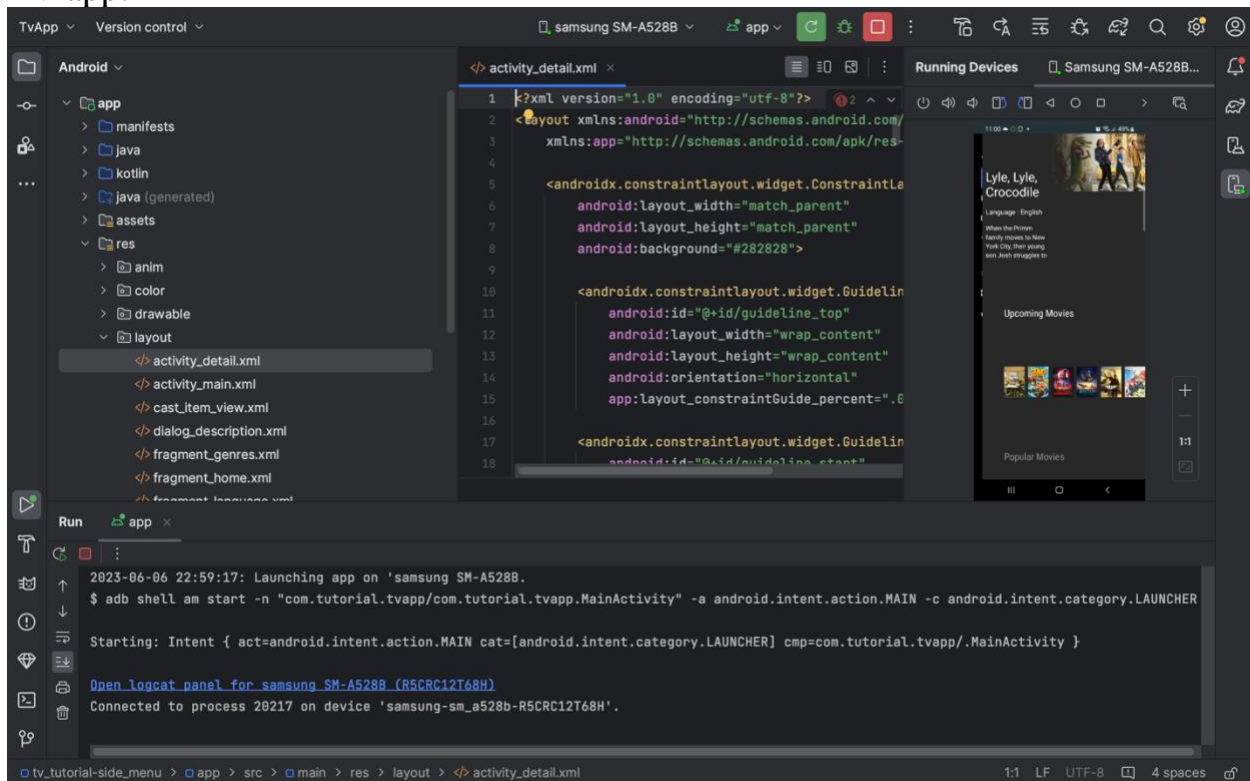 TvApp
Version control
samsung SM-A528B
app
Android
app
manifests
java
kotlin
java (generated)
assets
res
anim
color
drawable
layout
activity_detail.xml
activity_main.xml
cast_item_view.xml
dialog_description.xml
fragment_genres.xml
fragment_home.xml
activity_detail.xml
2
1 <?xml version="1.0" encoding="utf-8"?>
2 <layout xmlns:android="http://schemas.android.com/
3 xmlns:app="http://schemas.android.com/apk/res-
4
5 <androidx.constraintlayout.widget.ConstraintLa
6 android:layout_width="match_parent"
7 android:layout_height="match_parent"
8 android:background="#282828">
9
10 <androidx.constraintlayout.widget.Guidelin
11 android:id="@+id/guideline_top"
12 android:layout_width="wrap_content"
13 android:layout_height="wrap_content"
14 android:orientation="horizontal"
15 app:layout_constraintGuide_percent=".0
16
17 <androidx.constraintlayout.widget.Guidelin
18 android:id="@+id/guideline_start"
Running Devices
Samsung SM-A528B...
11:00
49%
Lyle, Lyle,
Crocodile
Language : English
When the Primm
family moves to New
York City, their young
son Josh struggles to
Upcoming Movies
Popular Movies
1:1
Run
app
2023-06-06 22:59:17: Launching app on 'samsung SM-A528B.
$ adb shell am start -n "com.tutorial.tvapp/com.tutorial.tvapp.MainActivity" -a android.intent.action.MAIN -c android.intent.category.LAUNCHER
Starting: Intent { act=android.intent.action.MAIN cat=[android.intent.category.LAUNCHER] cmp=com.tutorial.tvapp/.MainActivity }
Open logcat panel for samsung SM-A528B (R5CRC12T68H)
Connected to process 20217 on device 'samsung-sm_a528b-R5CRC12T68H'.
tv_tutorial-side_menu > app > src > main > res > layout > activity_detail.xml
1:1 LF UTF-8 4 spaces